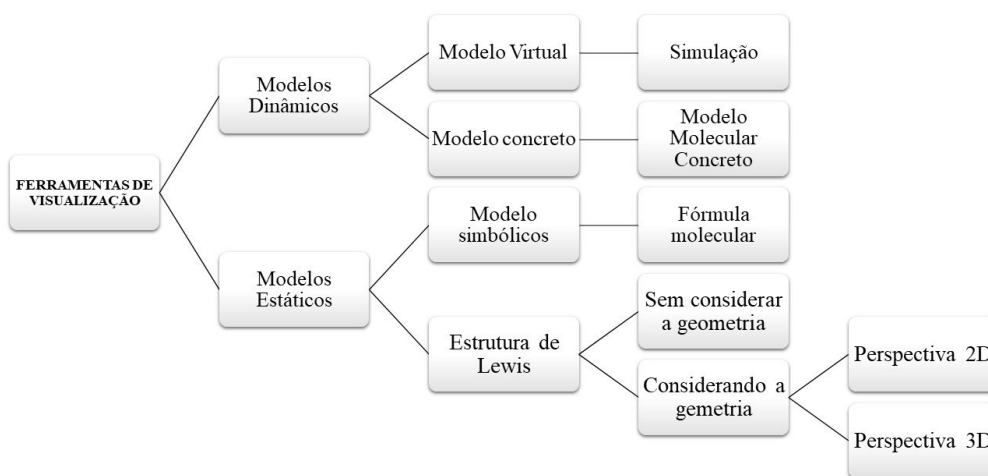 FERRAMENTAS DE
VISUALIZAÇÃO
Modelos
Dinâmicos
Modelo Virtual
Simulação
Modelo concreto
Modelo
Molecular
Concreto
Modelos
Estáticos
Modelo
simbólicos
Fórmula
molecular
Estrutura de
Lewis
Sem considerar
a geometria
Considerando a
gemetria
Perspectiva 2D
Perspectiva 3D